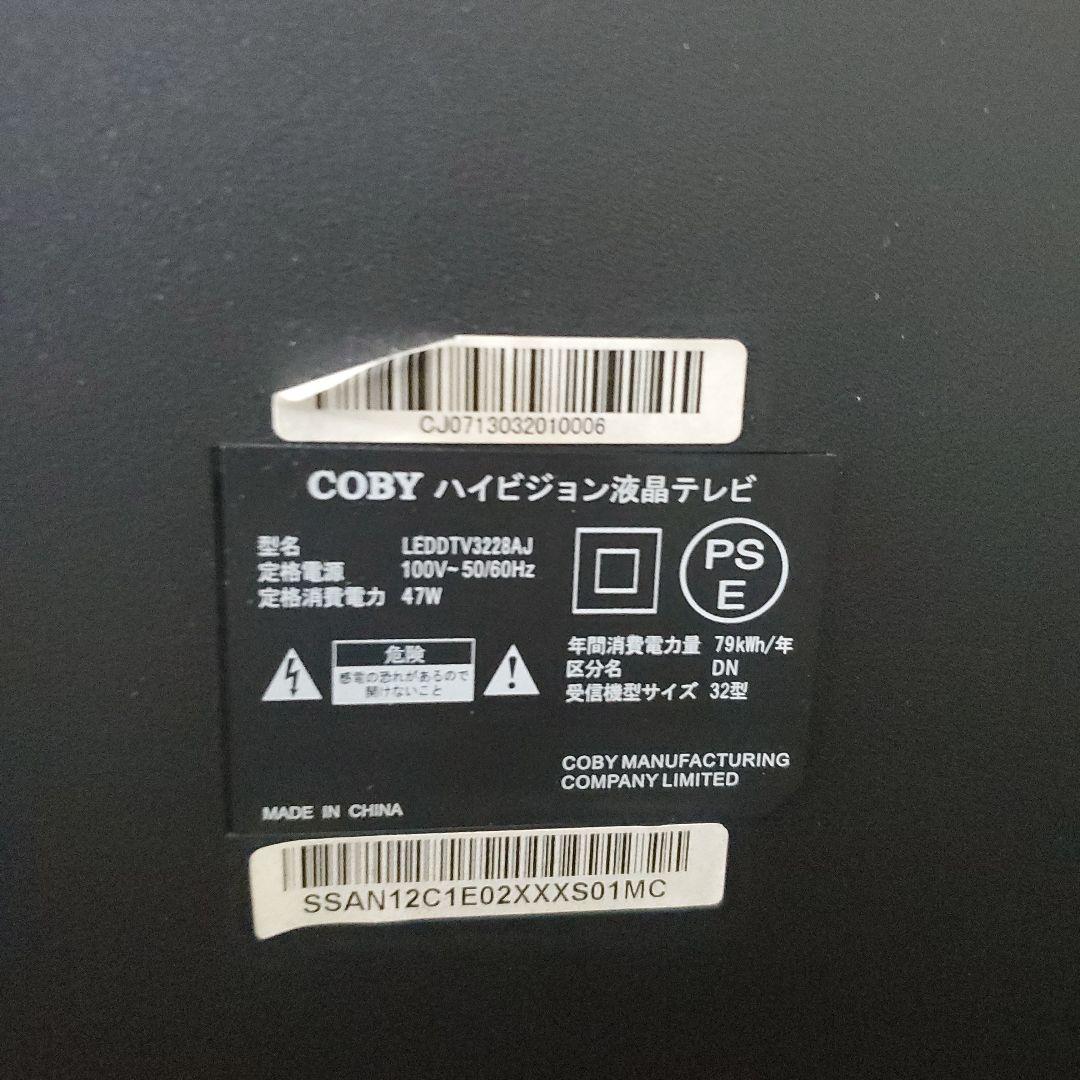 CJ0713032010006
COBY ハイビジョン液晶テレビ
型名 LEDDTV3228AJ
定格電源 100V~50/60Hz
定格消費電力 47W
PS
E
危険
感電の恐れがあるので
開けないこと
年間消費電力量 79kWh/年
区分名 DN
受信機型サイズ 32型
COBY MANUFACTURING
COMPANY LIMITED
MADE IN CHINA
SSAN12C1E02XXXS01MC